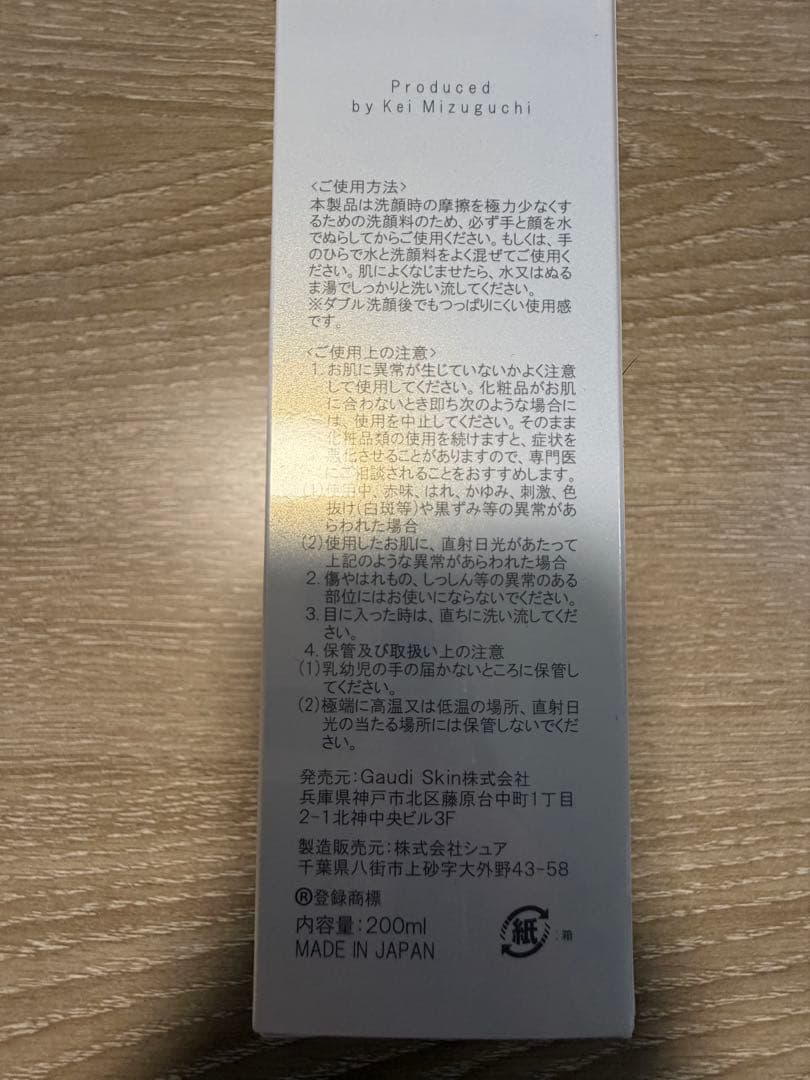 Produced
by Kei Mizuguchi
<ご使用方法>
本製品は洗顔時の摩擦を極力少なくす
るための洗顔料のため、必ず手と顔を水
でぬらしてからご使用ください。もしくは、手
のひらで水と洗顔料をよく混ぜてご使用く
ださい。肌によくなじませたら、水又はぬる
ま湯でしっかりと洗い流してください。
※ダブル洗顔後でもつっぱりにくい使用感
です。
<ご使用上の注意>
1. お肌に異常が生じていないかよく注意
して使用してください。化粧品がお肌
に合わないとき即ち次のような場合に
は、使用を中止してください。そのまま
化粧品類の使用を続けますと、症状を
悪化させることがありますので、専門医
にご相談されることをおすすめします。
(1)使用中、赤味、はれ、かゆみ、刺激、色
抜け(白斑等)や黒ずみ等の異常があ
らわれた場合
(2)使用したお肌に、直射日光があたって
上記のような異常があらわれた場合
2. 傷やはれもの、しっしん等の異常のある
部位にはお使いにならないでください。
3. 目に入った時は、直ちに洗い流してくだ
さい。
4. 保管及び取扱い上の注意
(1)乳幼児の手の届かないところに保管し
てください。
(2)極端に高温又は低温の場所、直射日
光の当たる場所には保管しないでくだ
さい。
発売元:Gaudi Skin株式会社
兵庫県神戸市北区藤原台中町1丁目
2-1北神中央ビル3F
製造販売元:株式会社シュア
千葉県八街市上砂字大外野43-58
®登録商標
内容量:200ml
MADE IN JAPAN
紙 :箱